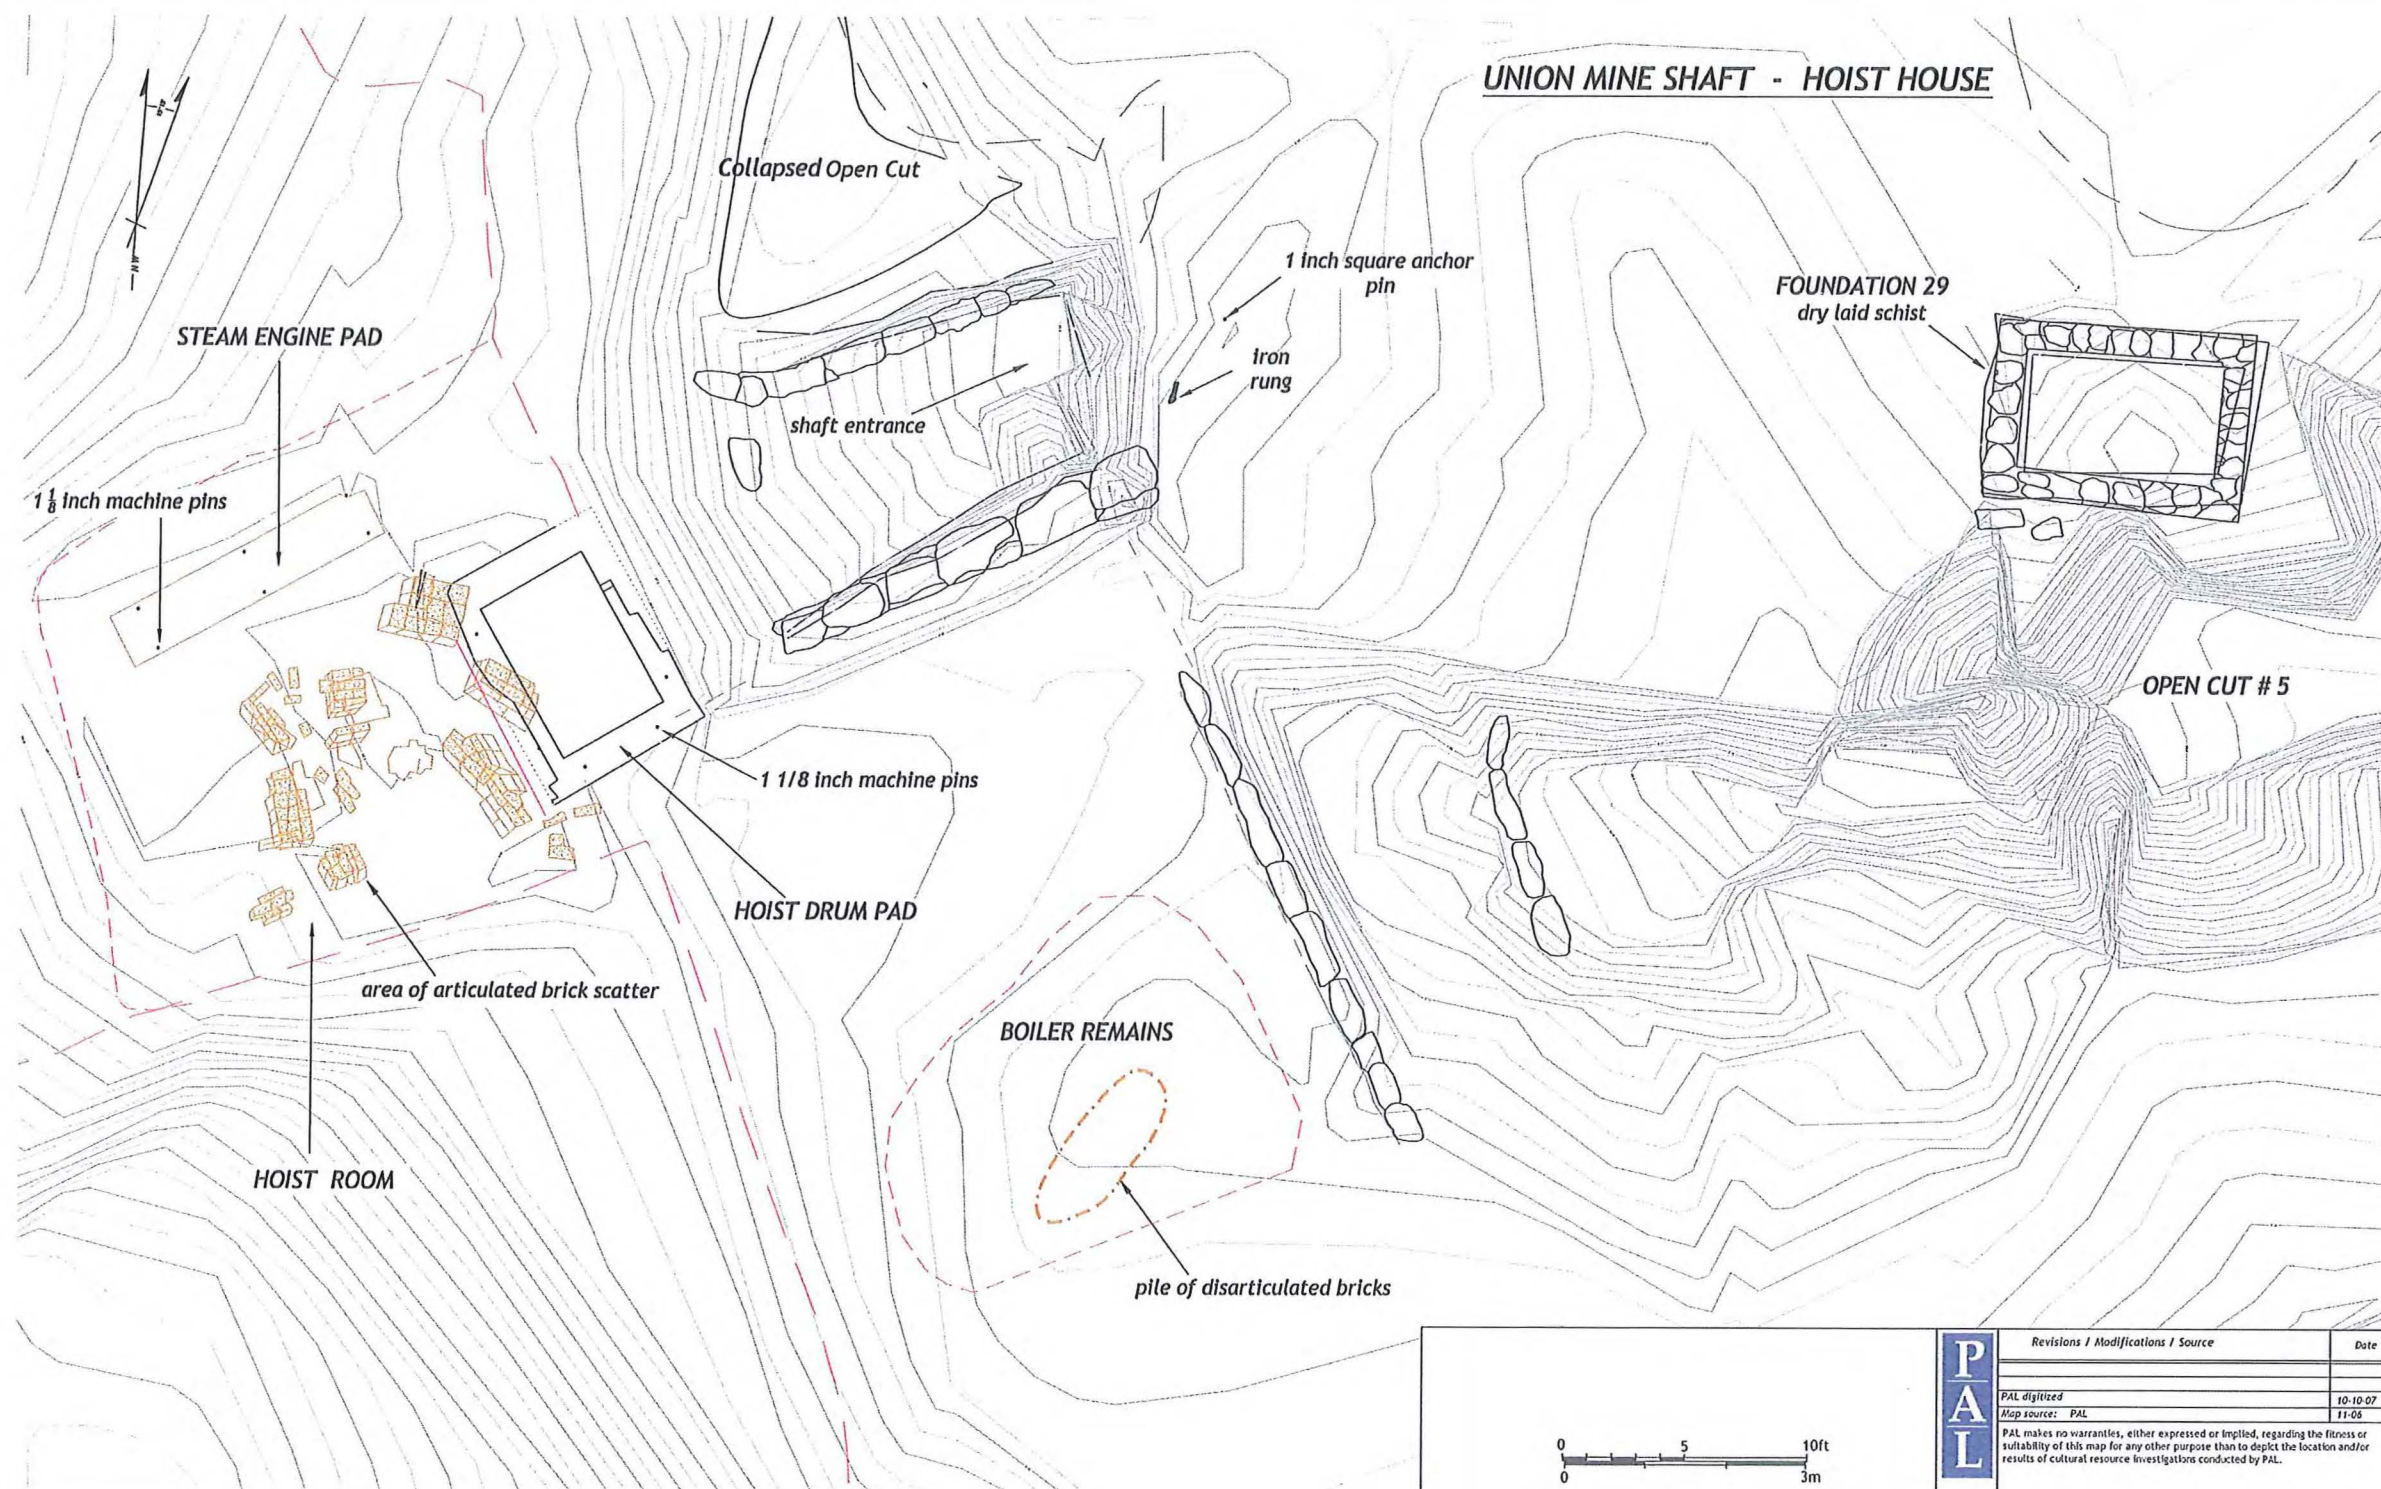 UNION MINE SHAFT - HOIST HOUSE
Collapsed Open Cut
1 inch square anchor
pin
FOUNDATION 29
dry laid schist
STEAM ENGINE PAD
iron
rung
shaft entrance
1 1/8 inch machine pins
OPEN CUT # 5
1 1/8 inch machine pins
HOIST DRUM PAD
area of articulated brick scatter
BOILER REMAINS
HOIST ROOM
pile of disarticulated bricks
0 5 10ft
0 3m
PAL
Revisions / Modifications / Source Date
PAL digitized 10-10-07
Map source: PAL 11-06
PAL makes no warranties, either expressed or implied, regarding the fitness or
suitability of this map for any other purpose than to depict the location and/or
results of cultural resource investigations conducted by PAL.